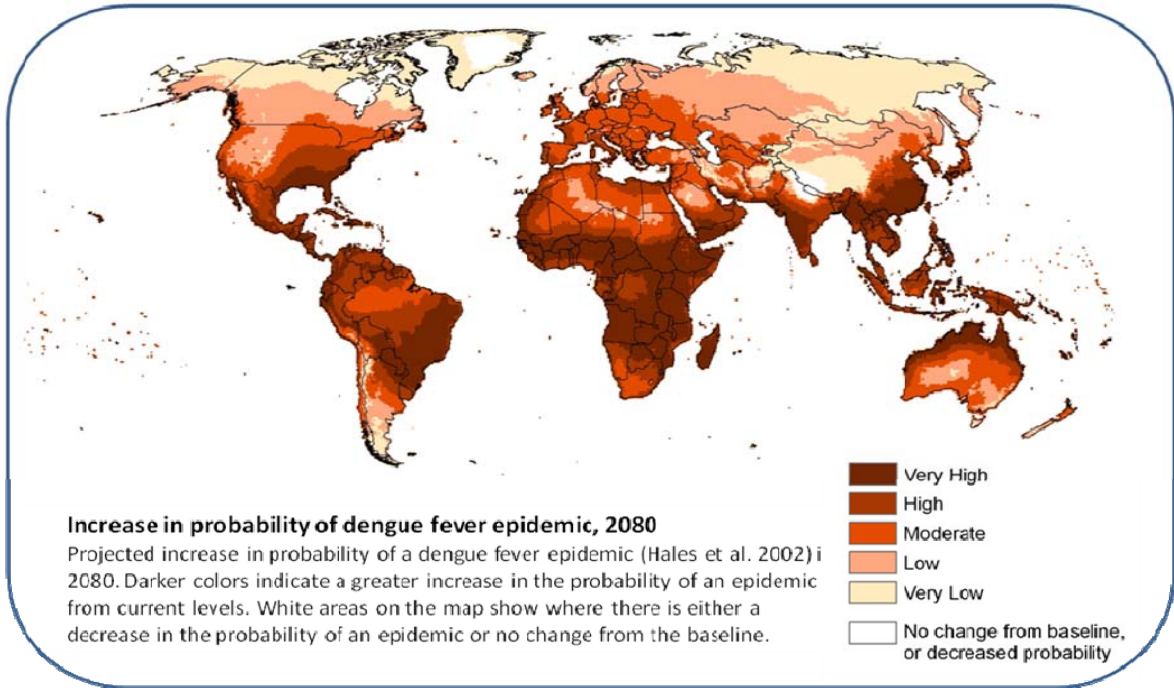 Very High
High
Moderate
Low
Very Low
No change from baseline,
or decreased probability
Increase in probability of dengue fever epidemic, 2080
Projected increase in probability of a dengue fever epidemic (Hales et al. 2002) i
2080. Darker colors indicate a greater increase in the probability of an epidemic
from current levels. White areas on the map show where there is either a
decrease in the probability of an epidemic or no change from the baseline.